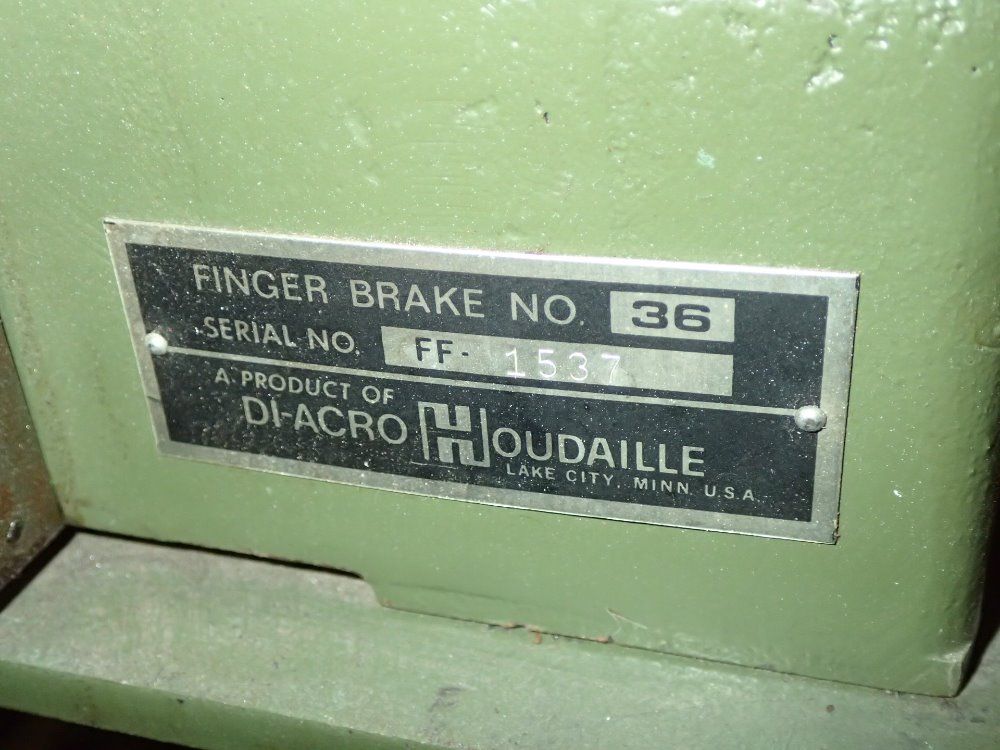 FINGER BRAKE NO. 36
SERIAL NO. FF- 1537
A PRODUCT OF
DI-ACRO HOUDAILLE
LAKE CITY, MINN. U.S.A.